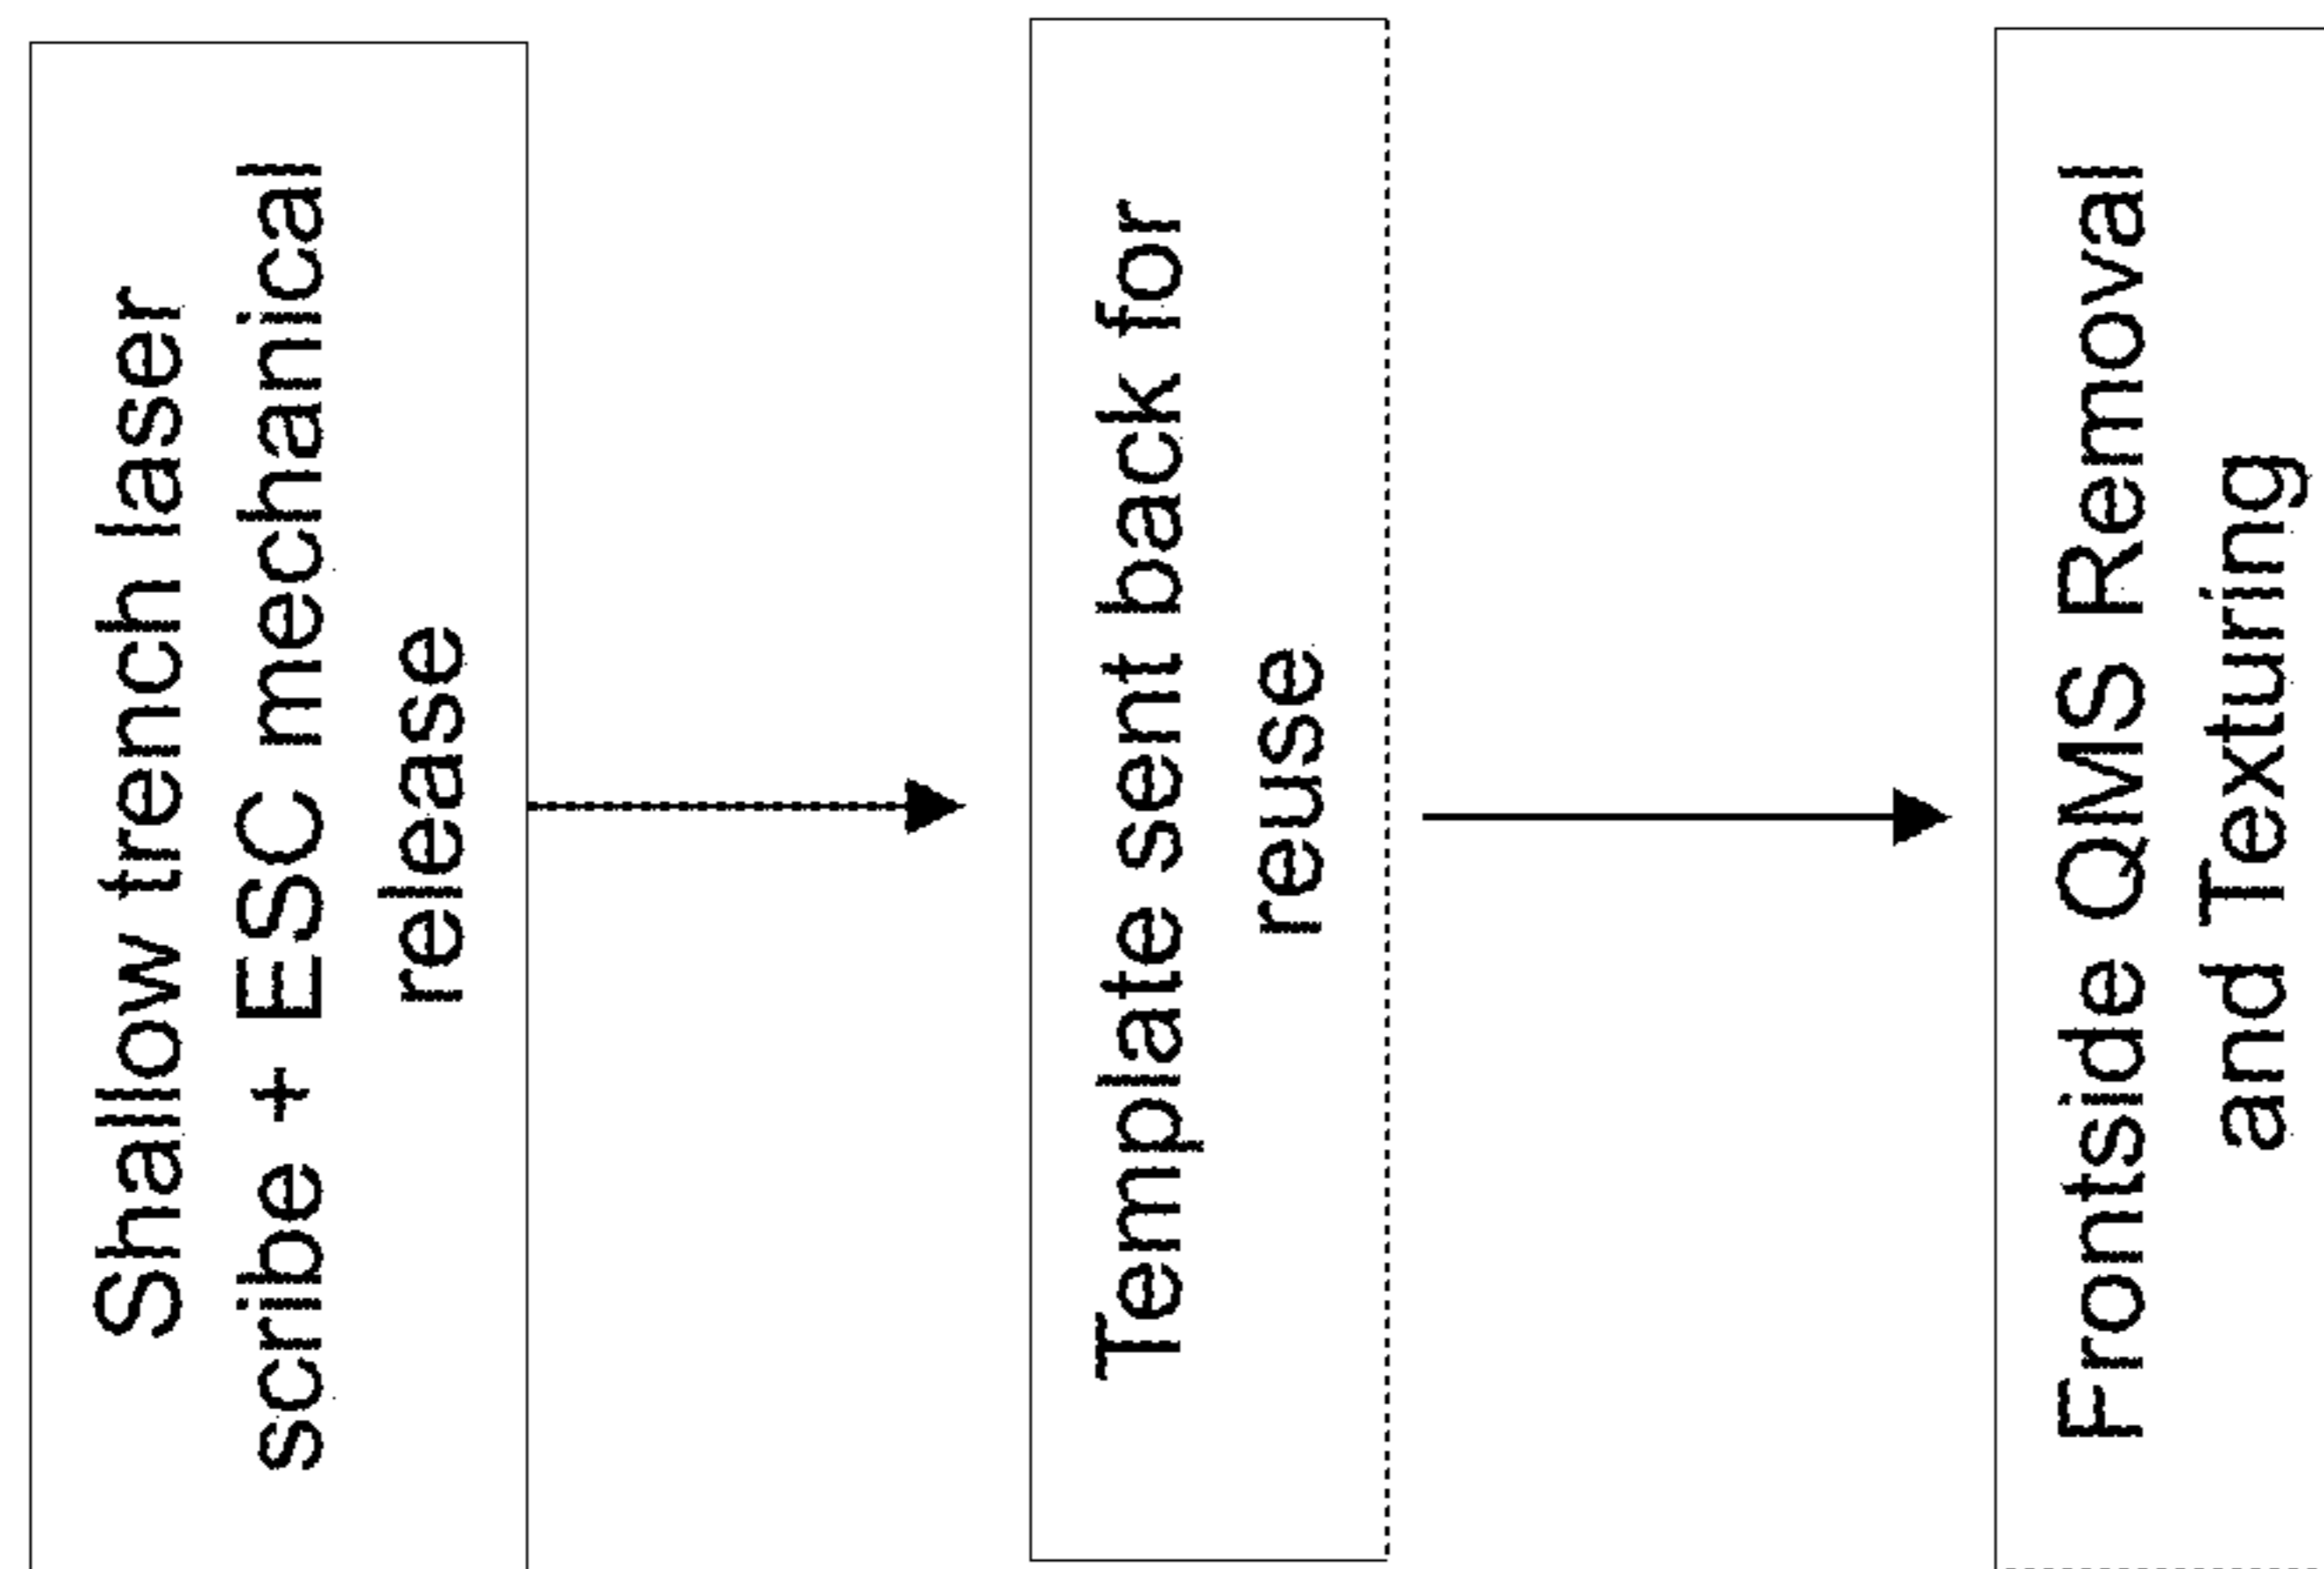 Shallow trench laser
scribe + ESC mechanical
release
Template sent back for
reuse
Frontside QMS Removal
and Texturing